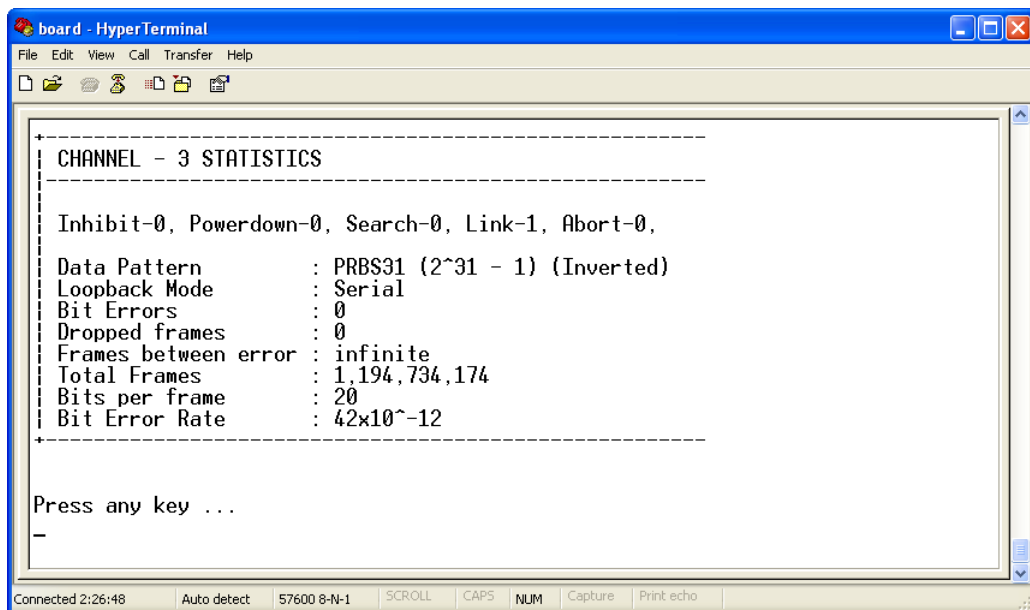 board - HyperTerminal
File Edit View Call Transfer Help
CHANNEL - 3 STATISTICS
Inhibit-0, Powerdown-0, Search-0, Link-1, Abort-0,
Data Pattern : PRBS31 (2^31 - 1) (Inverted)
Loopback Mode : Serial
Bit Errors : 0
Dropped frames : 0
Frames between error : infinite
Total Frames : 1,194,734,174
Bits per frame : 20
Bit Error Rate : 42x10^-12
Press any key ...
Connected 2:26:48 Auto detect 57600 8-N-1 SCROLL CAPS NUM Capture Print echo